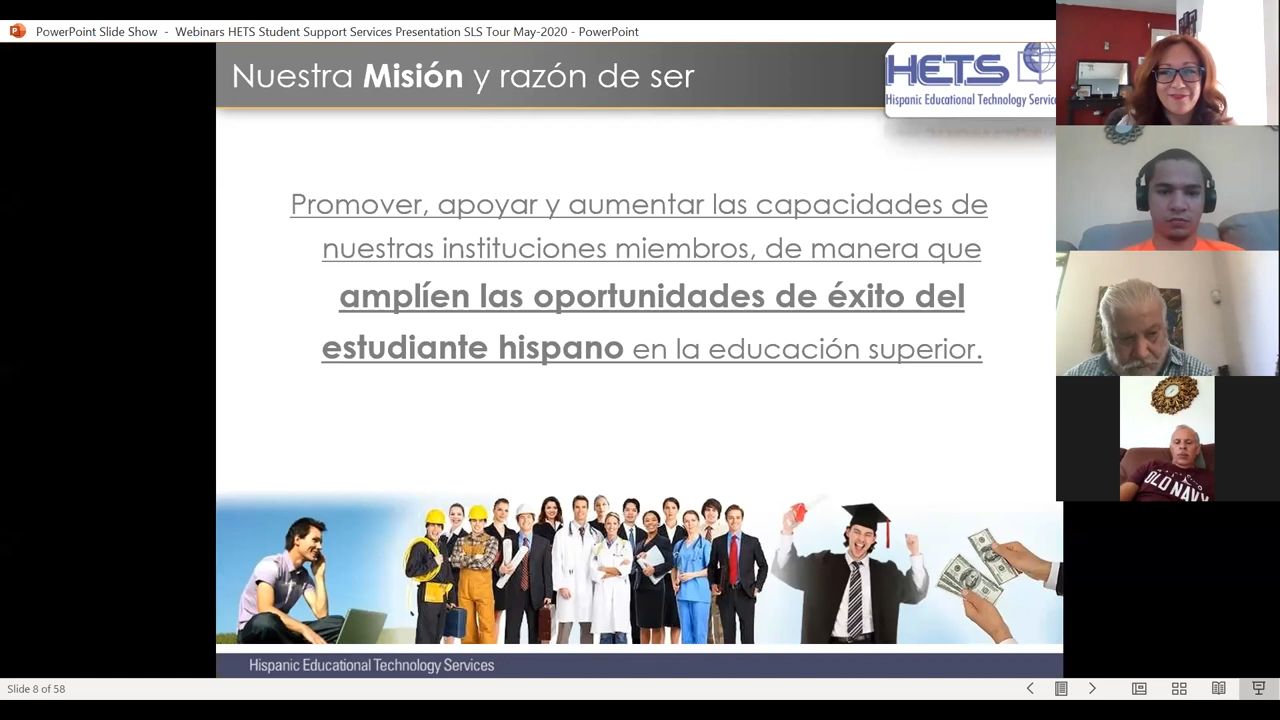 PowerPoint Slide Show - Webinars HETS Student Support Services Presentation SLS Tour May-2020 - PowerPoint
Nuestra Misión y razón de ser
HETS
Hispanic Educational Technology
Promover, apoyar y aumentar las capacidades de
nuestras instituciones miembros, de manera que
amplíen las oportunidades de éxito del
estudiante hispano en la educación superior.
OLD NAVY
Hispanic Educational Technology Services
Slide 8 of 58